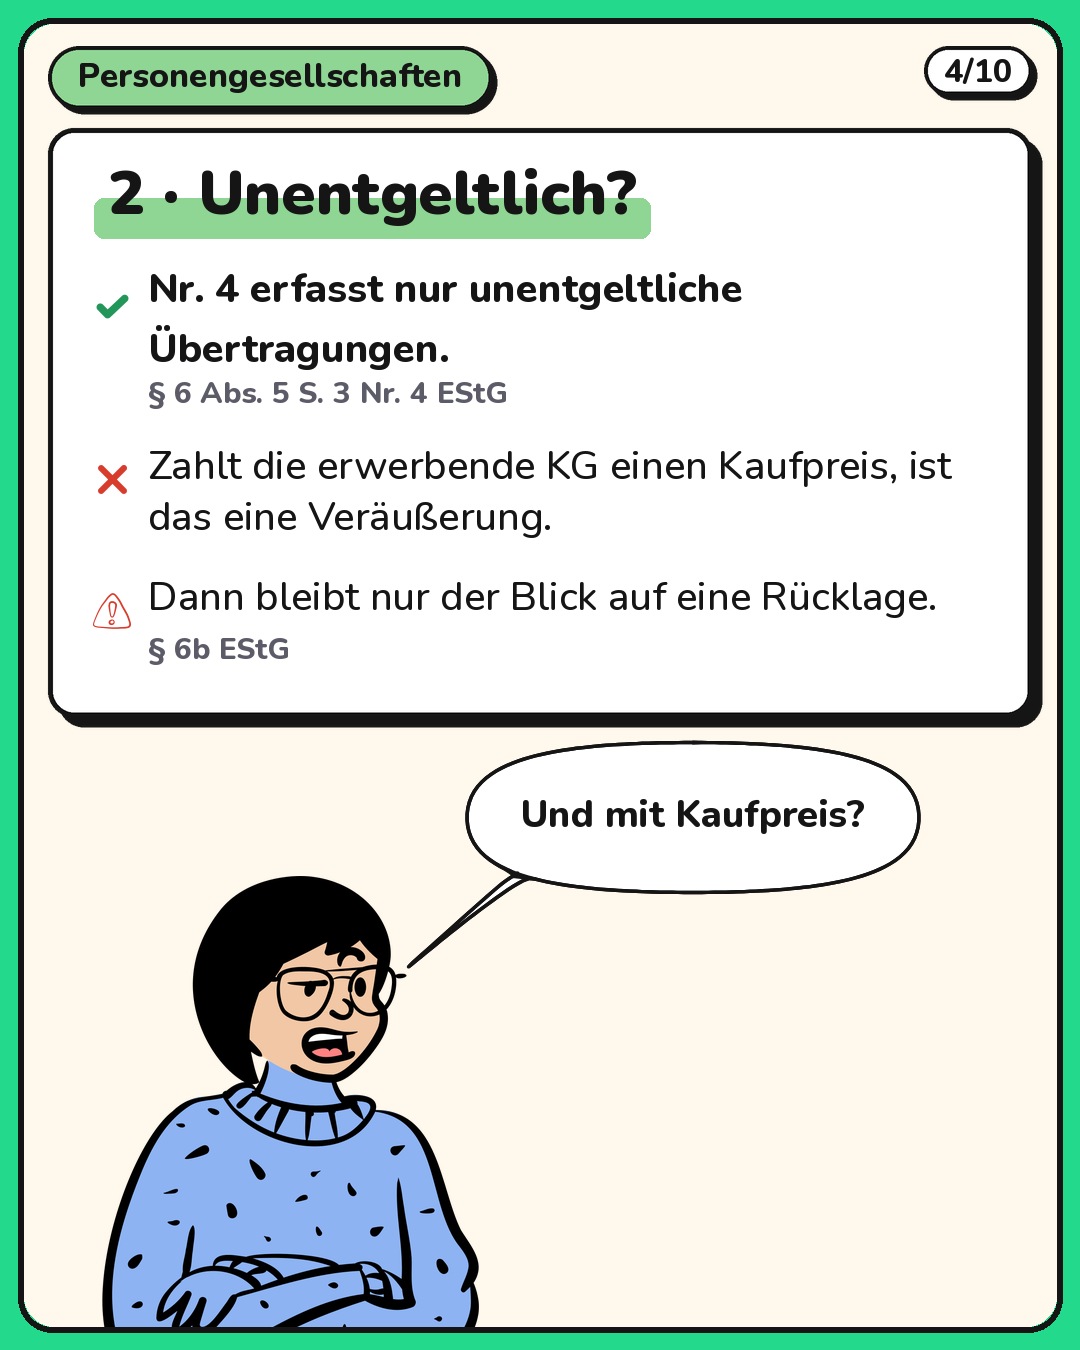 Personengesellschaften
4/10
2 · Unentgeltlich?
Nr. 4 erfasst nur unentgeltliche
Übertragungen.
§ 6 Abs. 5 S. 3 Nr. 4 EStG
Zahlt die erwerbende KG einen Kaufpreis, ist
das eine Veräußerung.
Dann bleibt nur der Blick auf eine Rücklage.
§ 6b EStG
Und mit Kaufpreis?